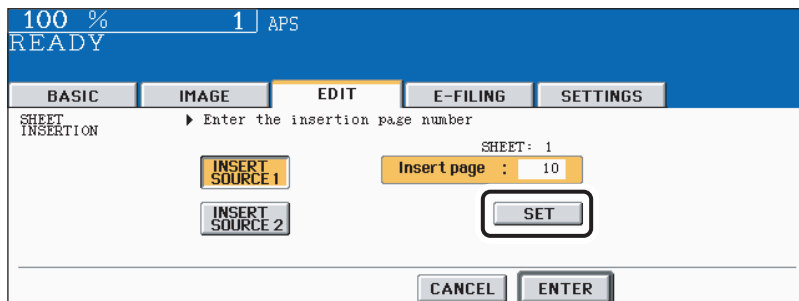 100 % 1 APS
READY
BASIC IMAGE EDIT E-FILING SETTINGS
SHEET INSERTION
Enter the insertion page number
SHEET: 1
INSERT SOURCE 1
Insert page : 10
INSERT SOURCE 2
SET
CANCEL ENTER